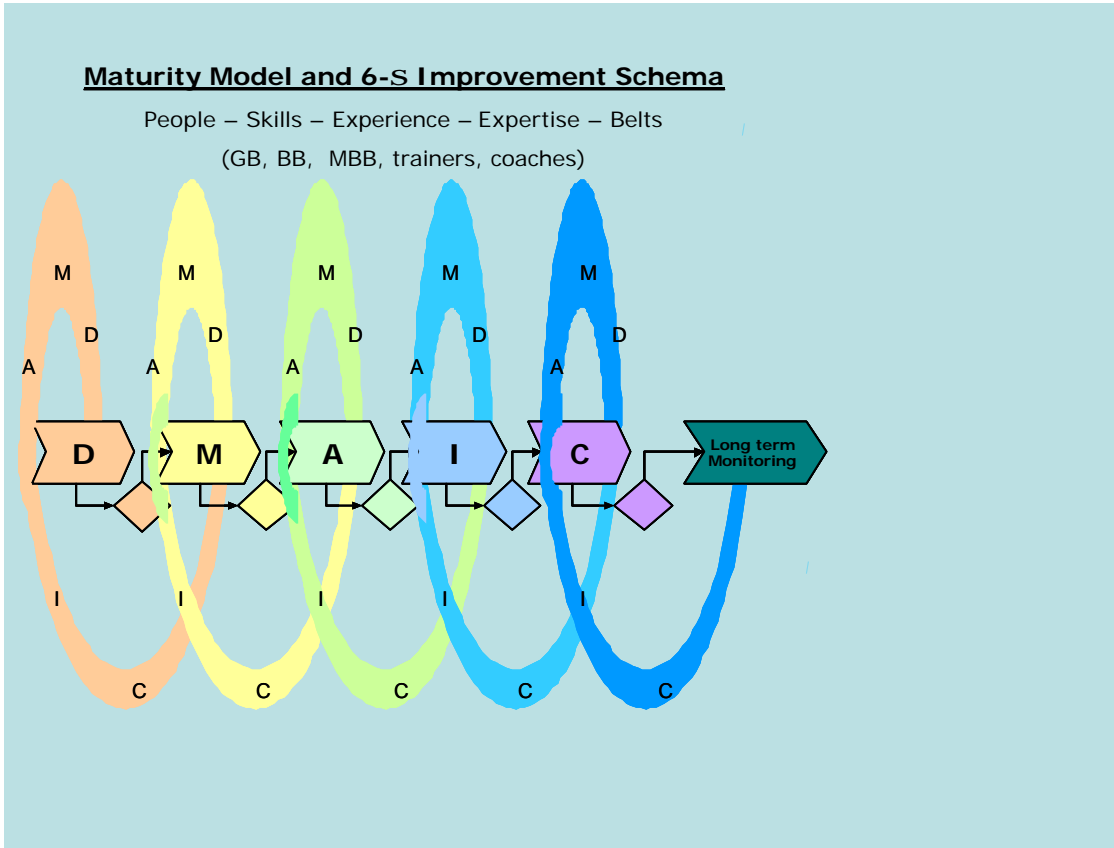 Maturity Model and 6-S Improvement Schema
People – Skills – Experience – Expertise – Belts
(GB, BB, MBB, trainers, coaches)
M M M M M
D D D D D
A A A A A
D M A I C Long term
Monitoring
I I I I I
C C C C C